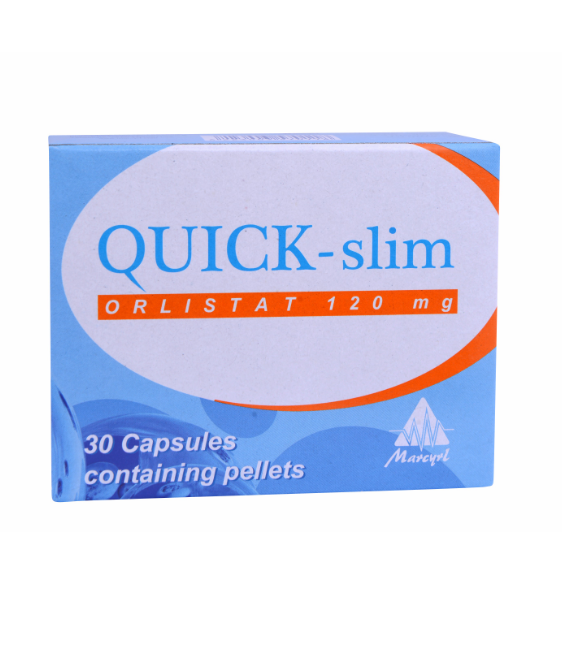 QUICK-slim
ORLISTAT 120 mg
30 Capsules
containing pellets
Marcyrl